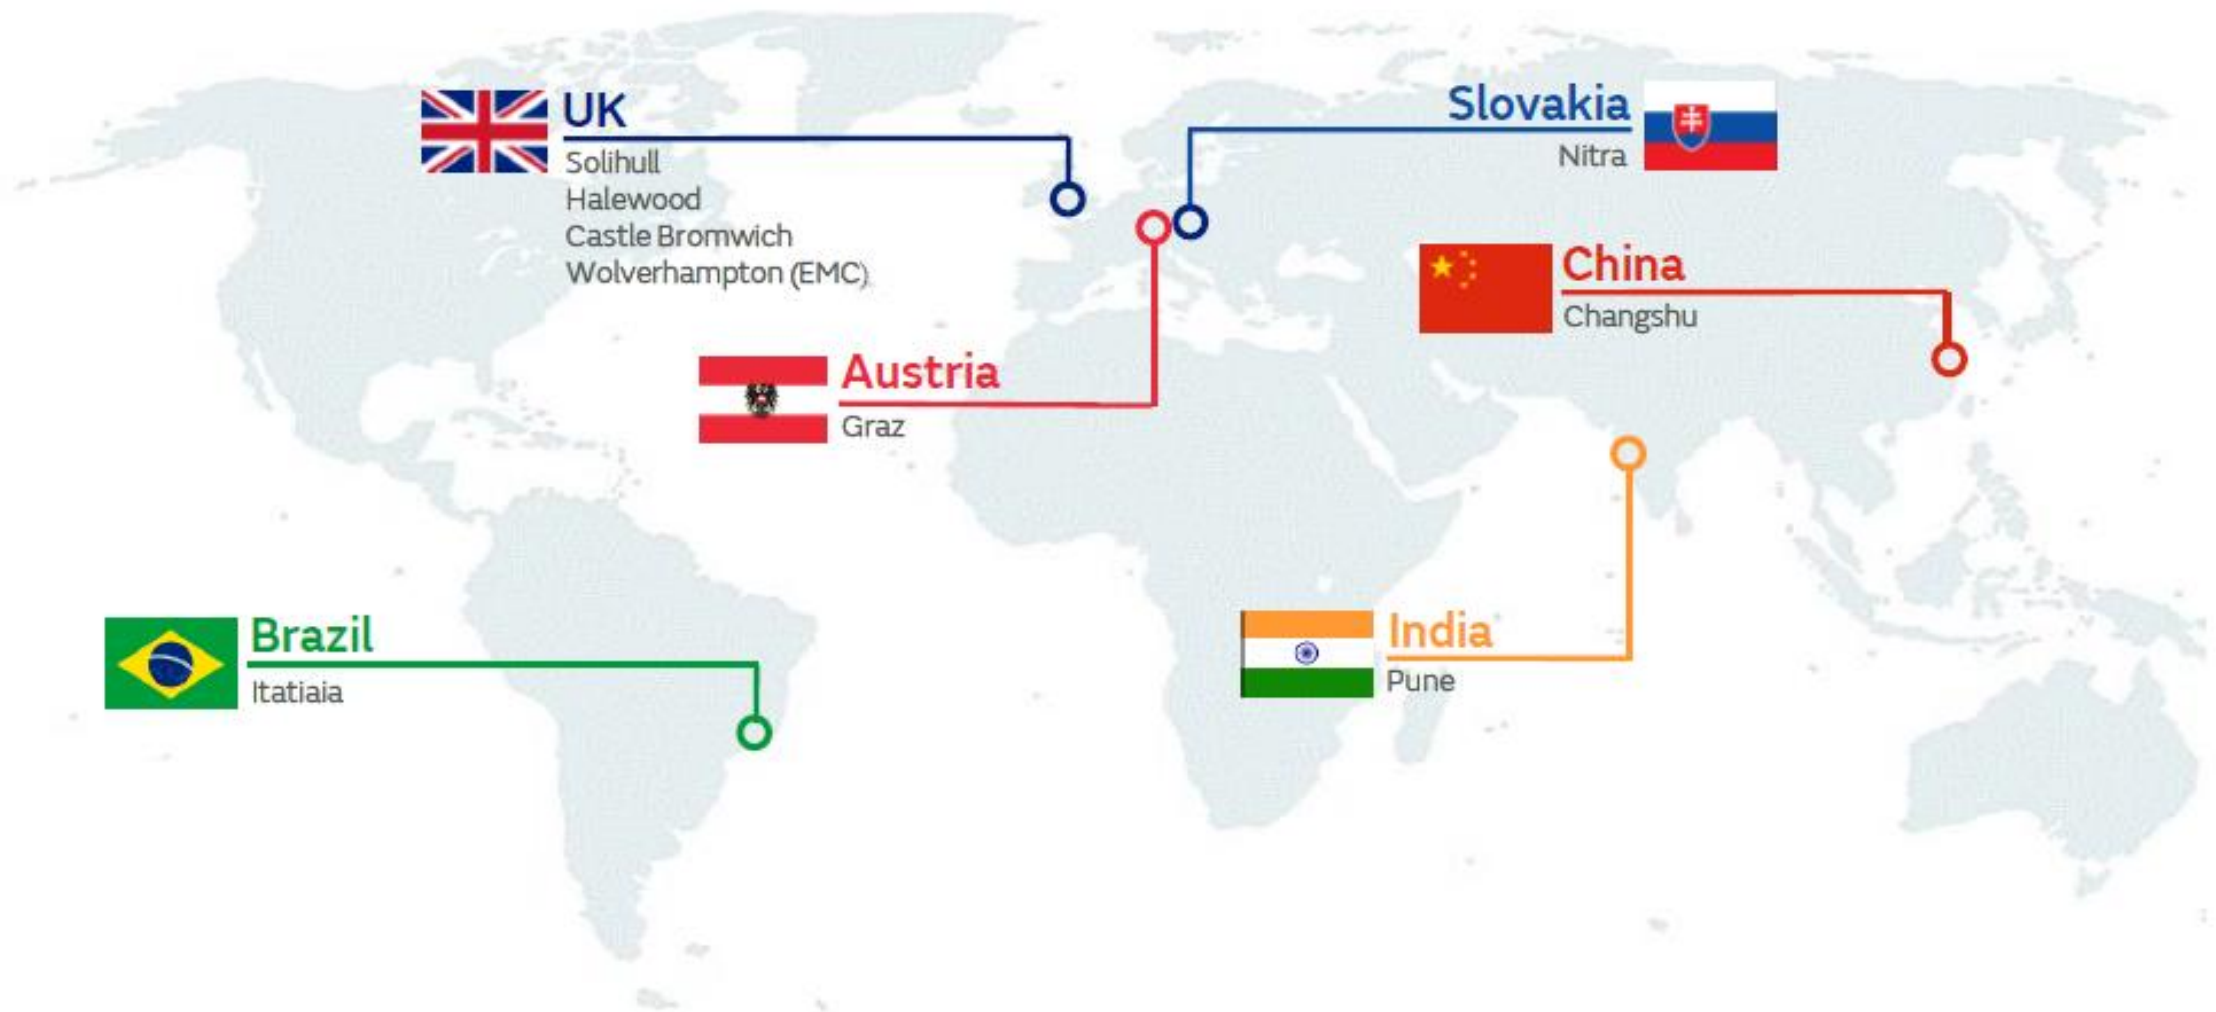 UK
Solihull
Halewood
Castle Bromwich
Wolverhampton (EMC)
Slovakia
Nitra
China
Changshu
Austria
Graz
Brazil
Itatiaia
India
Pune